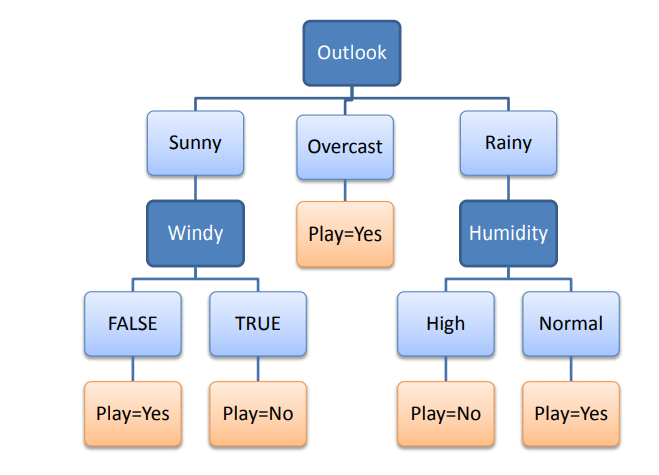 Outlook
Sunny
Overcast
Rainy
Windy
Play=Yes
Humidity
FALSE
TRUE
High
Normal
Play=Yes
Play=No
Play=No
Play=Yes